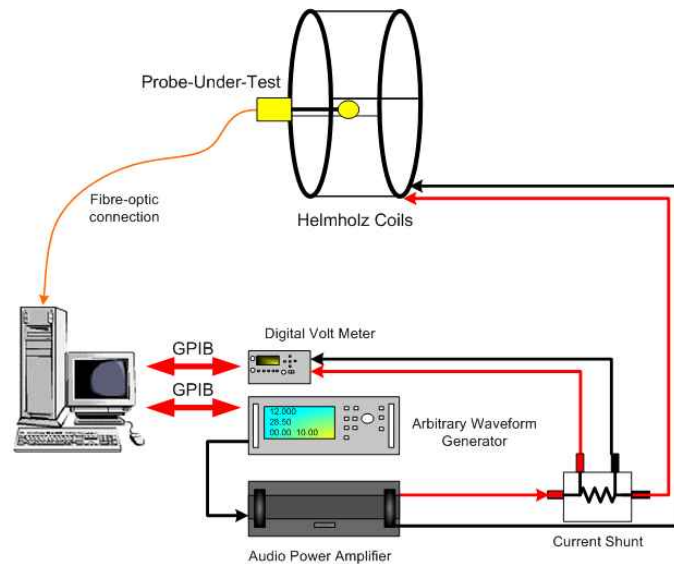 Probe-Under-Test
Fibre-optic
connection
Helmholz Coils
Digital Volt Meter
GPIB
GPIB
12.000
28.50
00.00 10.00
Arbitrary Waveform
Generator
Audio Power Amplifier
Current Shunt